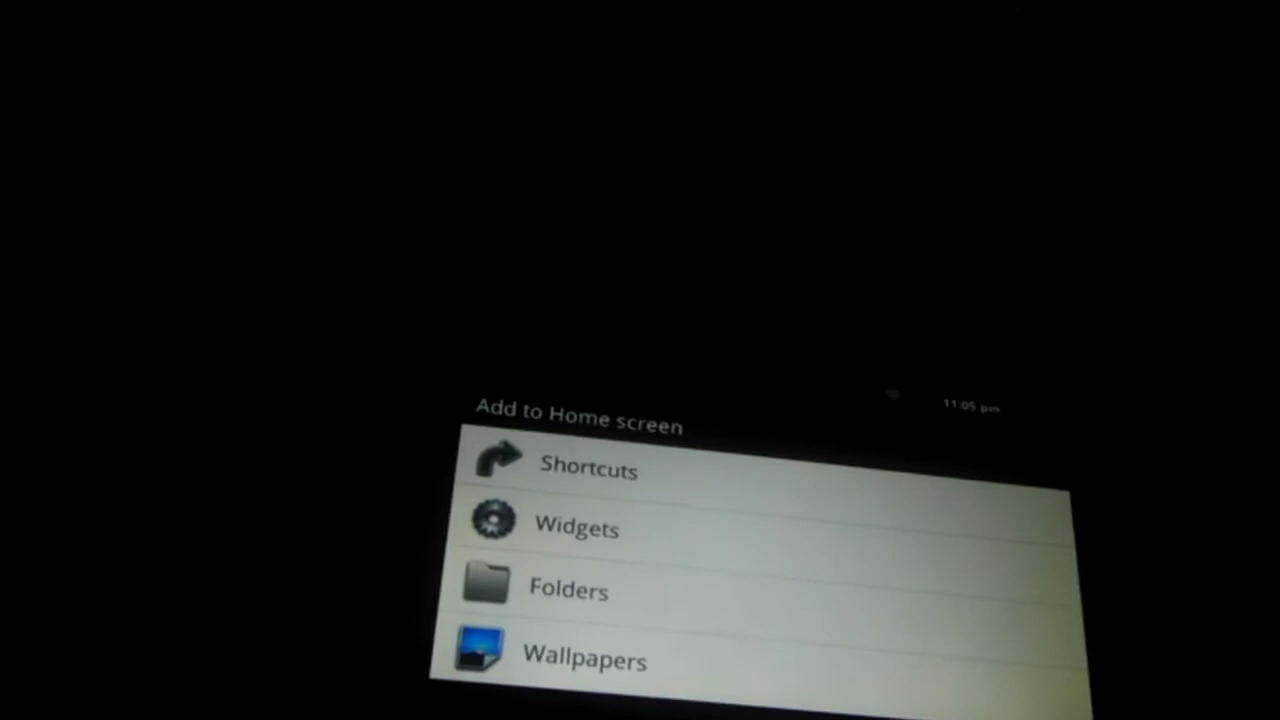 11:05 pm
Add to Home screen
Shortcuts
Widgets
Folders
Wallpapers